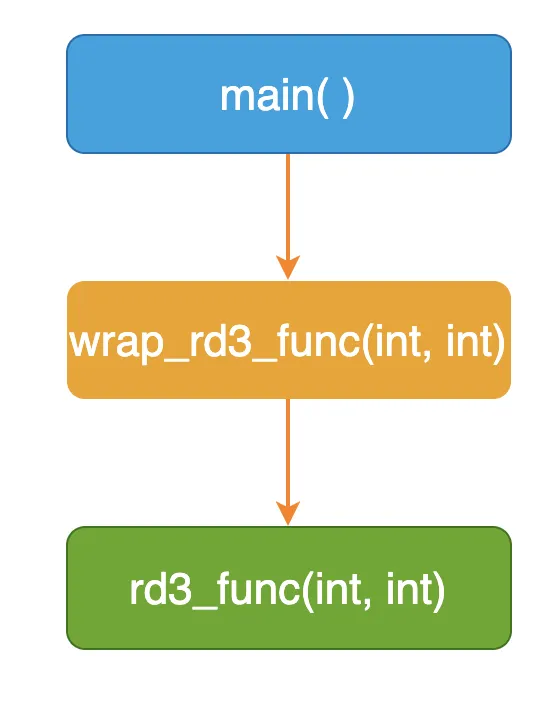 main( )
wrap_rd3_func(int, int)
rd3_func(int, int)